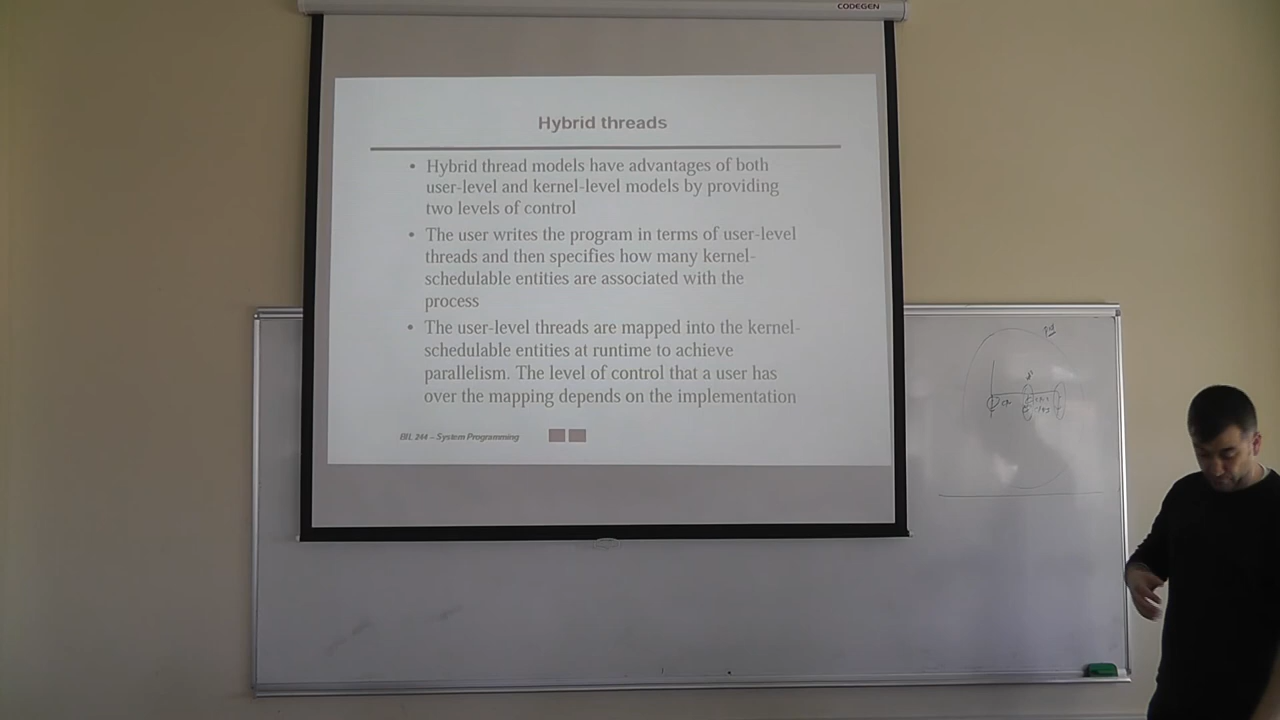 CODEGEN
Hybrid threads
• Hybrid thread models have advantages of both
user-level and kernel-level models by providing
two levels of control
• The user writes the program in terms of user-level
threads and then specifies how many kernel-
schedulable entities are associated with the
process
• The user-level threads are mapped into the kernel-
schedulable entities at runtime to achieve
parallelism. The level of control that a user has
over the mapping depends on the implementation
BIL 244 – System Programming